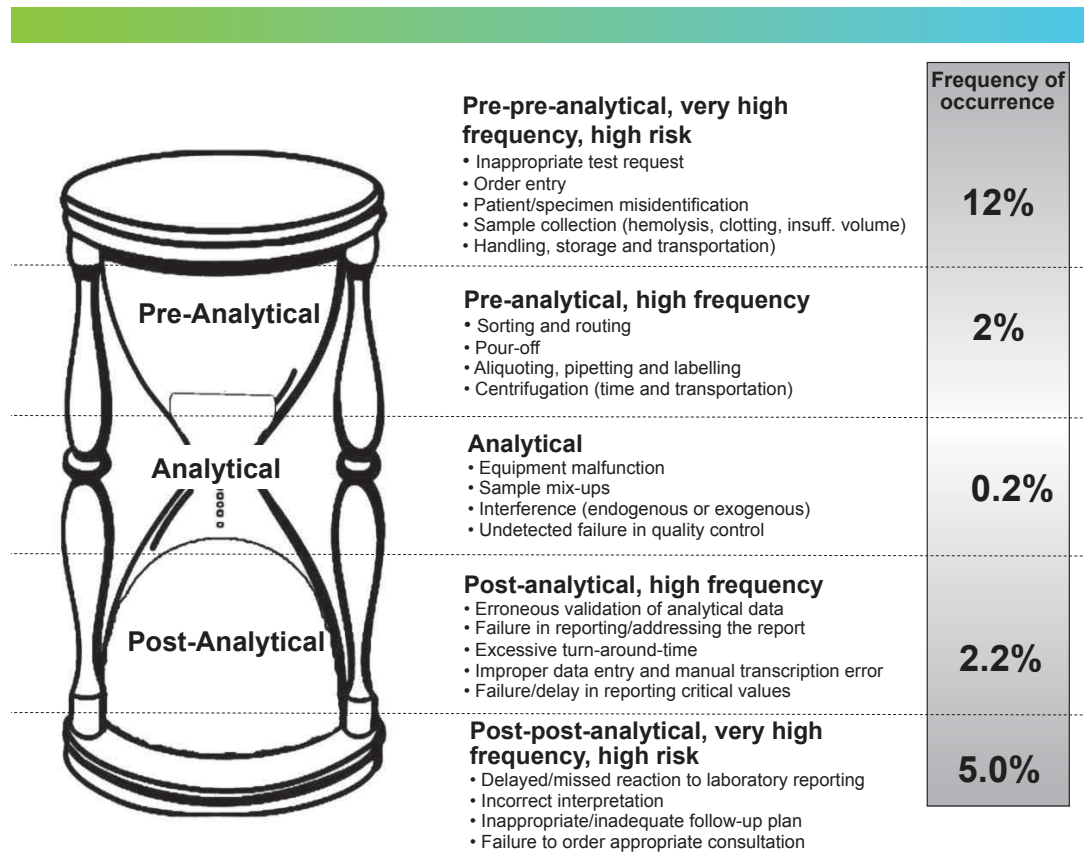 Frequency of
occurrence
Pre-pre-analytical, very high
frequency, high risk
• Inappropriate test request
• Order entry
• Patient/specimen misidentification
• Sample collection (hemolysis, clotting, insuff. volume)
• Handling, storage and transportation)
12%
Pre-Analytical
Pre-analytical, high frequency
• Sorting and routing
• Pour-off
• Aliquoting, pipetting and labelling
• Centrifugation (time and transportation)
2%
Analytical
Analytical
• Equipment malfunction
• Sample mix-ups
• Interference (endogenous or exogenous)
• Undetected failure in quality control
0.2%
Post-Analytical
Post-analytical, high frequency
• Erroneous validation of analytical data
• Failure in reporting/addressing the report
• Excessive turn-around-time
• Improper data entry and manual transcription error
• Failure/delay in reporting critical values
2.2%
Post-post-analytical, very high
frequency, high risk
• Delayed/missed reaction to laboratory reporting
• Incorrect interpretation
• Inappropriate/inadequate follow-up plan
• Failure to order appropriate consultation
5.0%